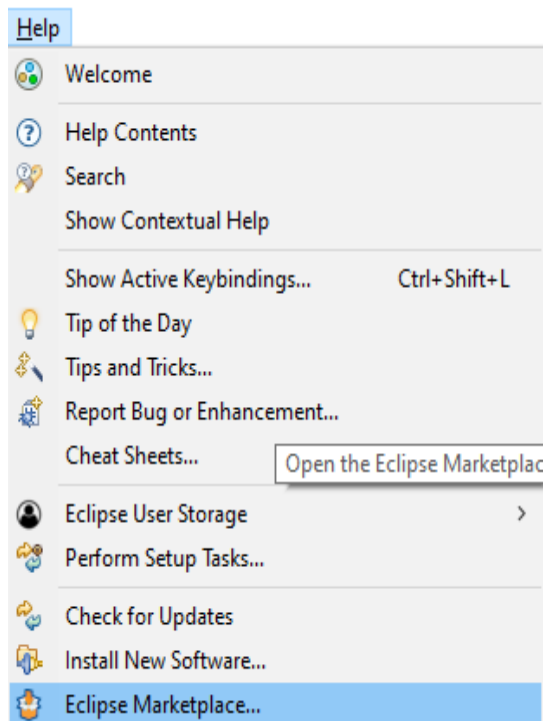 Help
Welcome
Help Contents
Search
Show Contextual Help
Show Active Keybindings... Ctrl+Shift+L
Tip of the Day
Tips and Tricks...
Report Bug or Enhancement...
Cheat Sheets...
Open the Eclipse Marketplac
Eclipse User Storage
Perform Setup Tasks...
Check for Updates
Install New Software...
Eclipse Marketplace...